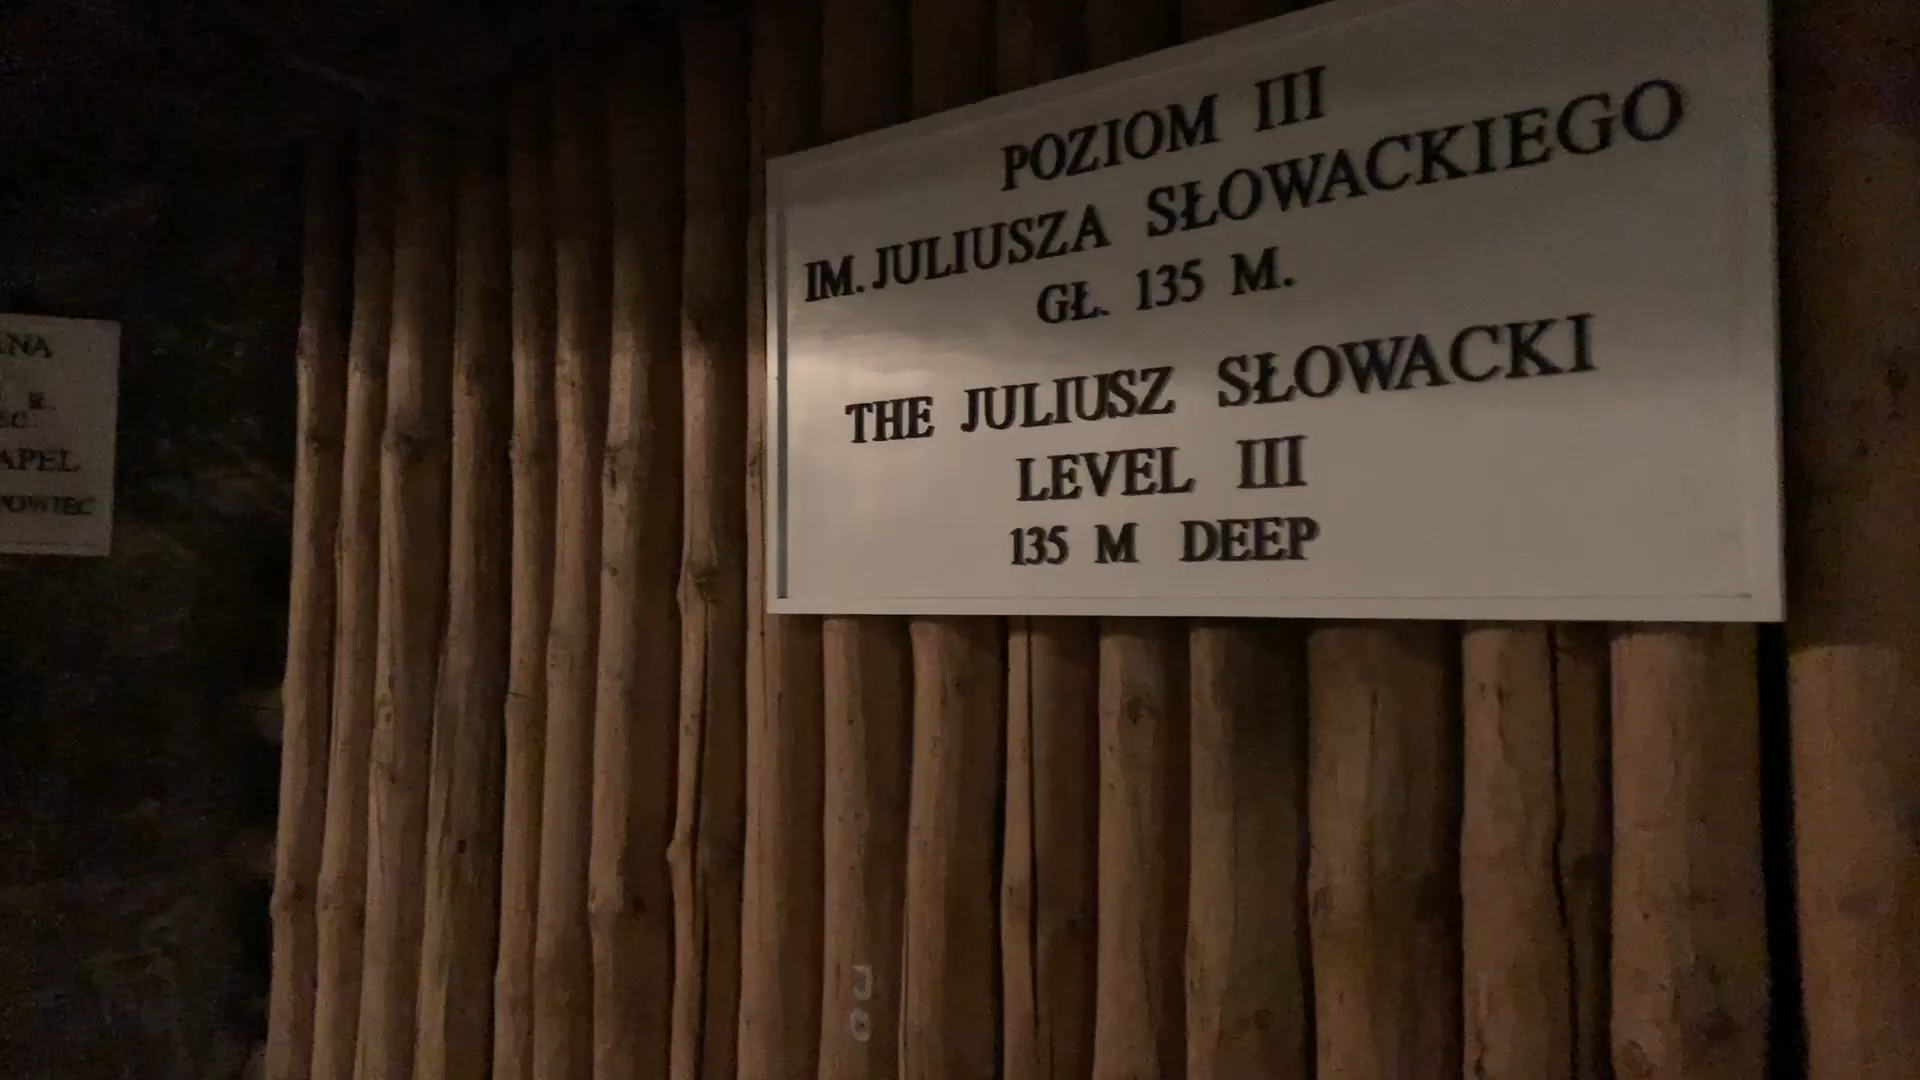 POZIOM III
IM. JULIUSZA SŁOWACKIEGO
GŁ. 135 M.
THE JULIUSZ SŁOWACKI
LEVEL III
135 M DEEP